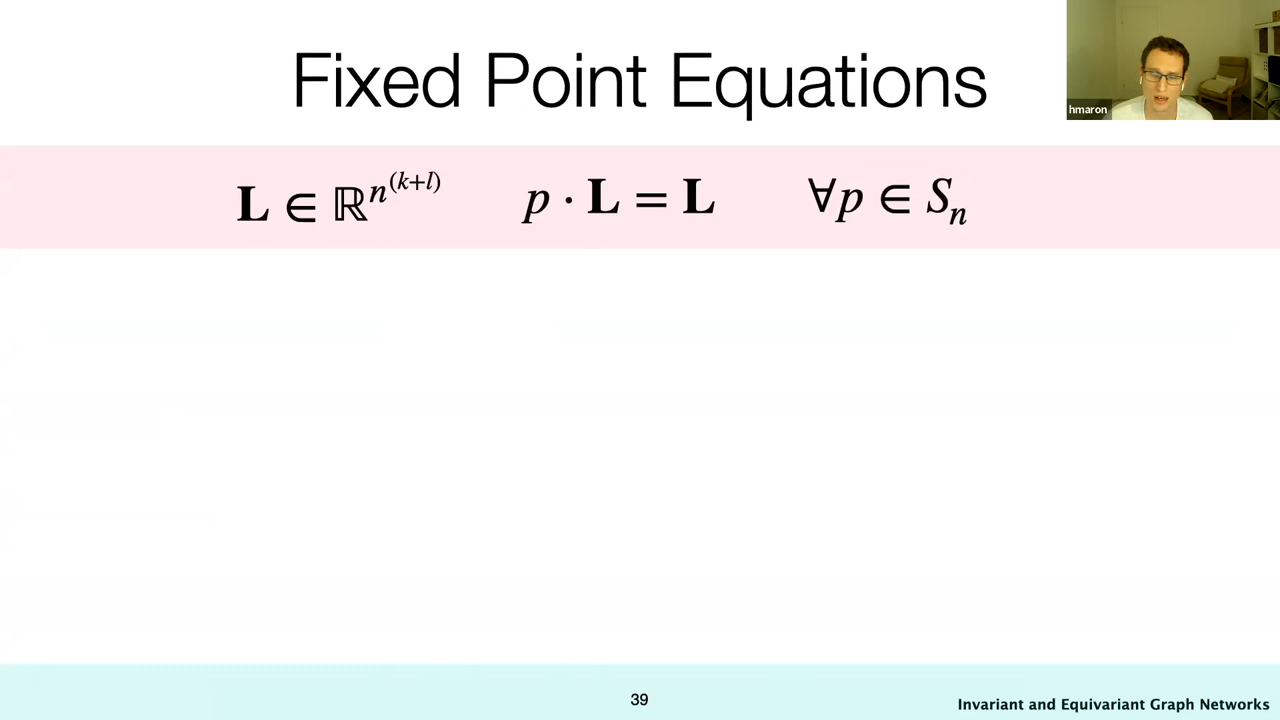 Fixed Point Equations
hmaron
𝐋 ∈ ℝ^{n^{(k+l)}} p · 𝐋 = 𝐋 ∀p ∈ S_n
39
Invariant and Equivariant Graph Networks